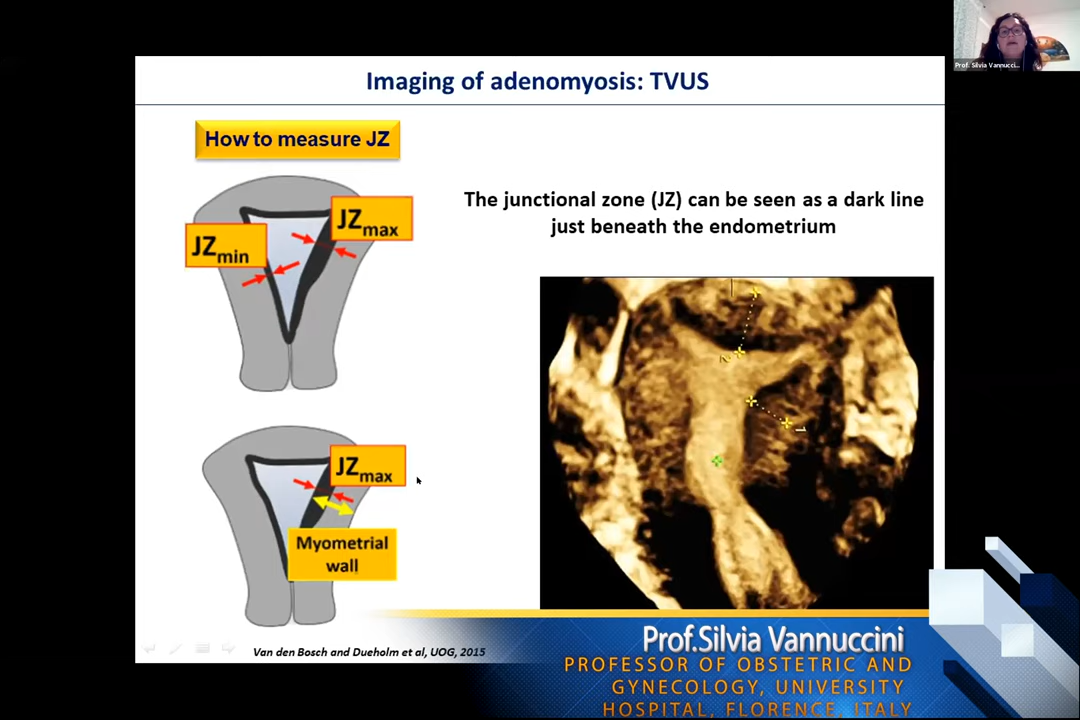 Prof. Silvia Vannucci...
Imaging of adenomyosis: TVUS
How to measure JZ
JZmax
JZmin
The junctional zone (JZ) can be seen as a dark line
just beneath the endometrium
JZmax
Myometrial
wall
Van den Bosch and Dueholm et al, UOG, 2015
Prof.Silvia Vannuccini
PROFESSOR OF OBSTETRIC AND
GYNECOLOGY, UNIVERSITY
HOSPITAL, FLORENCE, ITALY